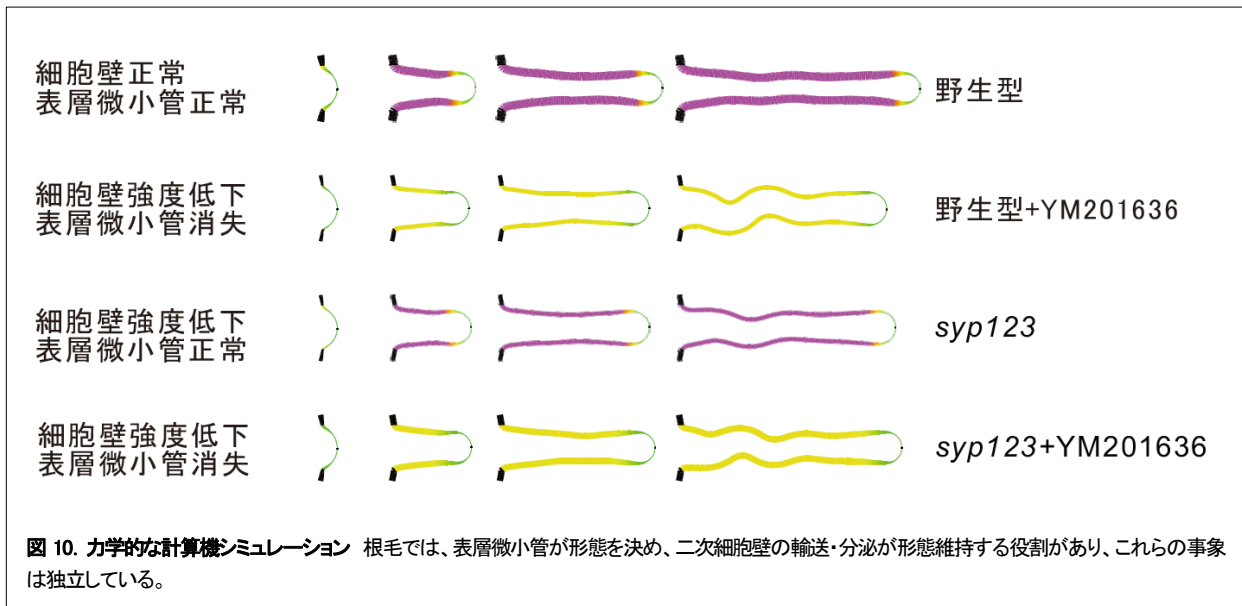 細胞壁正常
表層微小管正常
野生型
細胞壁強度低下
表層微小管消失
野生型+YM201636
細胞壁強度低下
表層微小管正常
syp123
細胞壁強度低下
表層微小管消失
syp123+YM201636
図 10. 力学的な計算機シミュレーション 根毛では、表層微小管が形態を決め、二次細胞壁の輸送・分泌が形態維持する役割があり、これらの事象
は独立している。